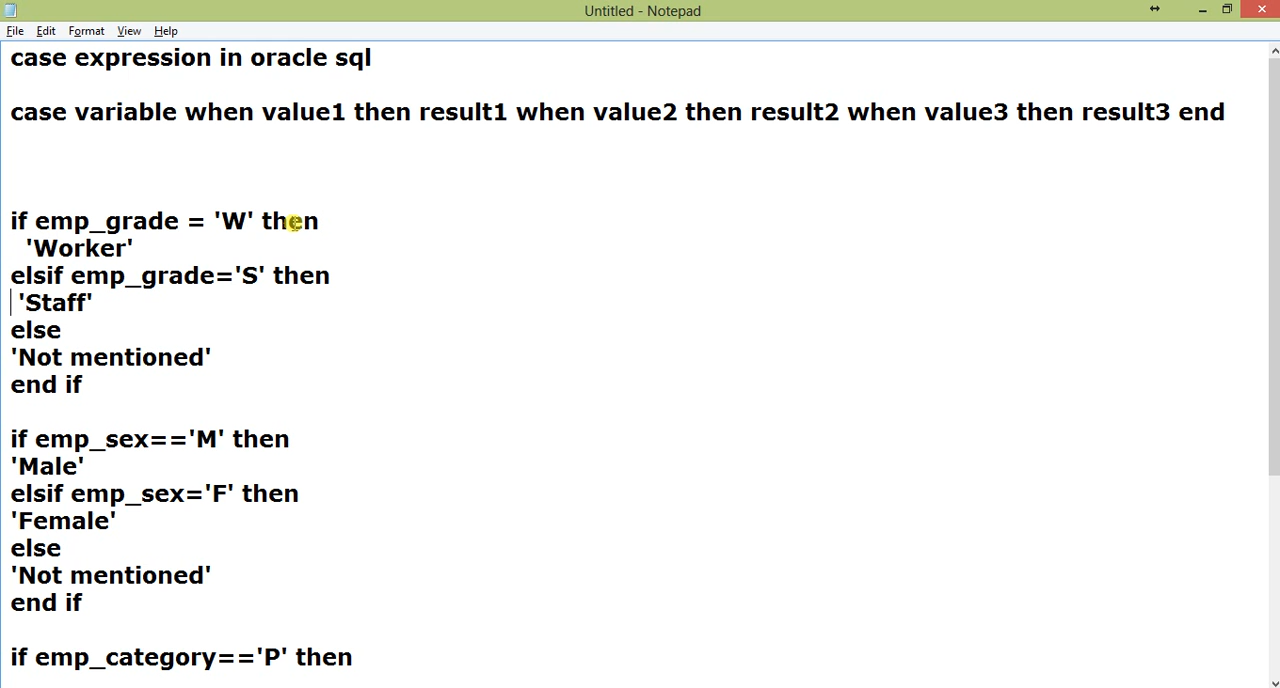 Untitled - Notepad
File Edit Format View Help
case expression in oracle sql
case variable when value1 then result1 when value2 then result2 when value3 then result3 end
if emp_grade = 'W' then
'Worker'
elsif emp_grade='S' then
'Staff'
else
'Not mentioned'
end if
if emp_sex=='M' then
'Male'
elsif emp_sex='F' then
'Female'
else
'Not mentioned'
end if
if emp_category=='P' then